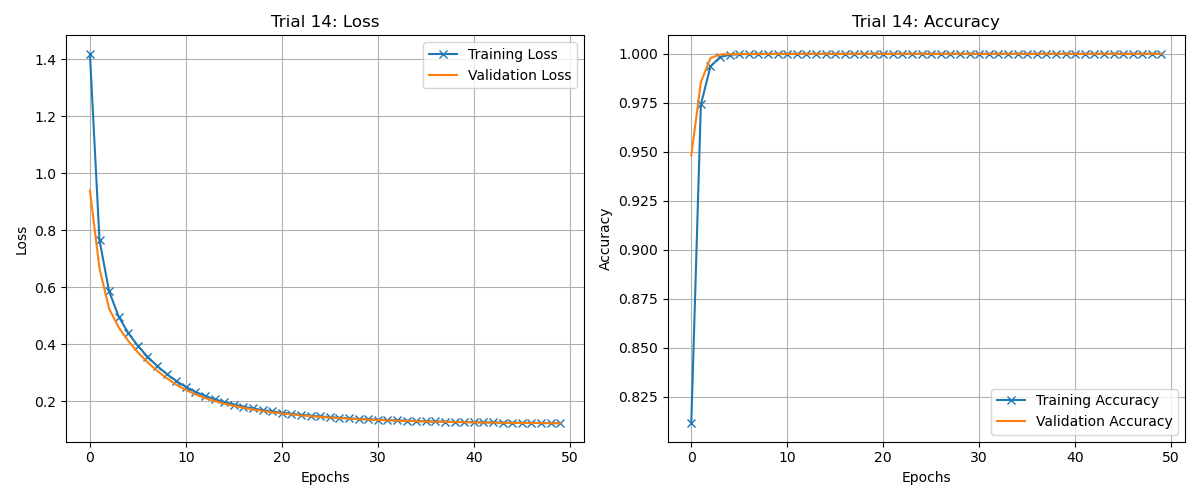 Trial 14: Loss
1.4
1.2
1.0
0.8
0.6
0.4
0.2
Loss
0
10
20
30
40
50
Epochs
Training Loss
Validation Loss
Trial 14: Accuracy
1.000
0.975
0.950
0.925
0.900
0.875
0.850
0.825
Accuracy
0
10
20
30
40
50
Epochs
Training Accuracy
Validation Accuracy